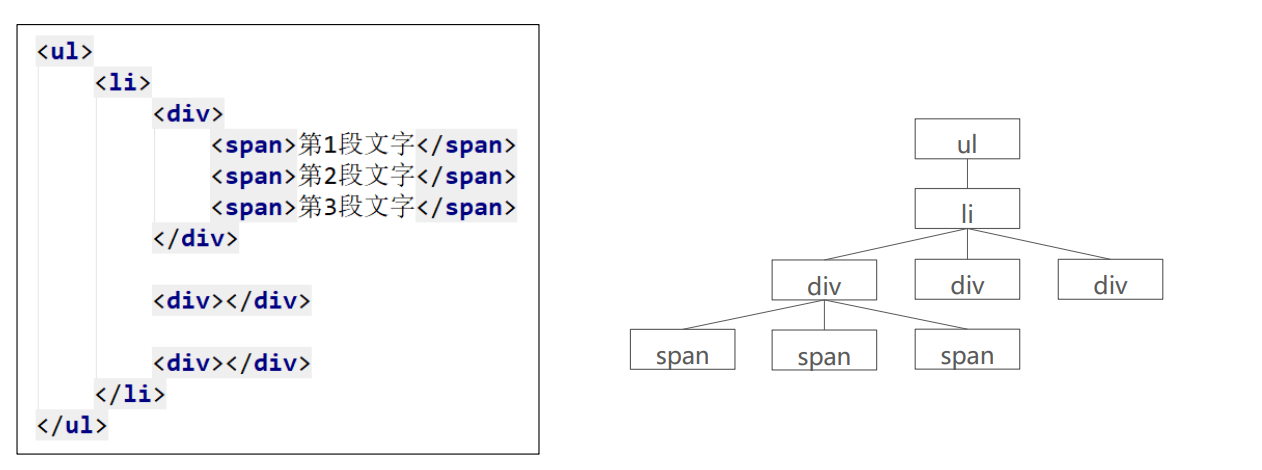 <ul>
<li>
<div>
<span>第1段文字</span>
<span>第2段文字</span>
<span>第3段文字</span>
</div>
<div></div>
<div></div>
</li>
</ul>
ul
li
div div div
span span span